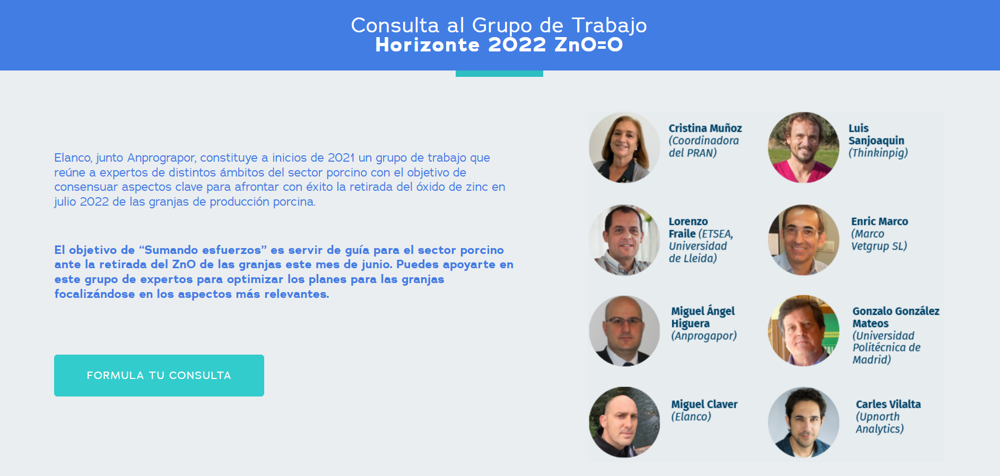 Consulta al Grupo de Trabajo
Horizonte 2022 ZnO=0
Elanco, junto Anprograpor, constituye a inicios de 2021 un grupo de trabajo que
reúne a expertos de distintos ámbitos del sector porcino con el objetivo de
consensuar aspectos clave para afrontar con éxito la retirada del óxido de zinc en
julio 2022 de las granjas de producción porcina.
El objetivo de “Sumando esfuerzos” es servir de guía para el sector porcino
ante la retirada del ZnO de las granjas este mes de junio. Puedes apoyarte en
este grupo de expertos para optimizar los planes para las granjas
focalizándose en los aspectos más relevantes.
FORMULA TU CONSULTA
Cristina Muñoz
(Coordinadora
del PRAN)
Luis
Sanjoaquin
(Thinkinpig)
Lorenzo
Fraile (ETSEA,
Universidad
de Lleida)
Enric Marco
(Marco
Vetgrup SL)
Miguel Ángel
Higuera
(Anprogapor)
Gonzalo González
Mateos
(Universidad
Politécnica de
Madrid)
Miguel Claver
(Elanco)
Carles Vilalta
(Upnorth
Analytics)